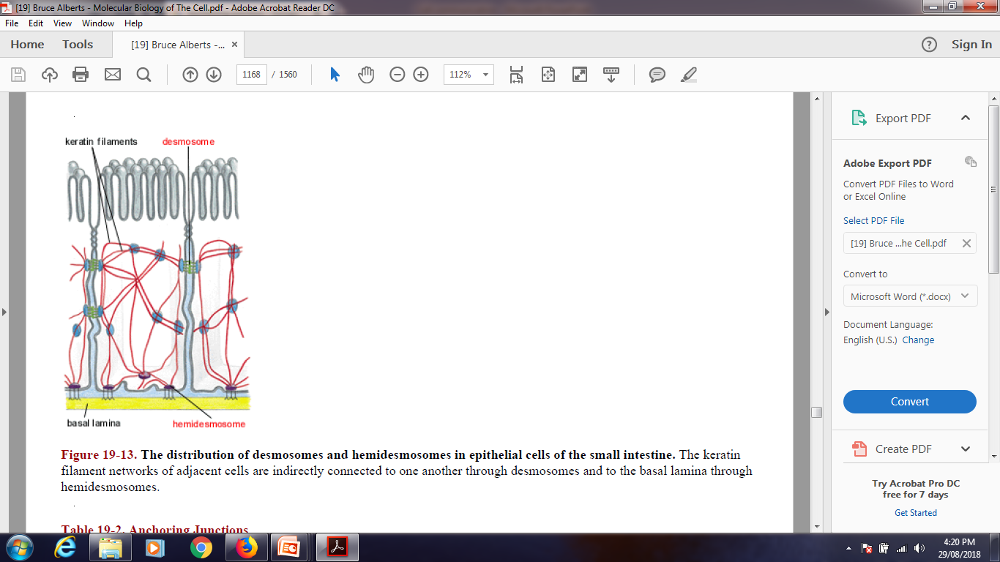 [19] Bruce Alberts - Molecular Biology of The Cell.pdf - Adobe Acrobat Reader DC
File Edit View Window Help
Home Tools [19] Bruce Alberts -... × Sign In
1168 / 1560 112%
keratin filaments desmosome
basal lamina hemidesmosome
Figure 19-13. The distribution of desmosomes and hemidesmosomes in epithelial cells of the small intestine. The keratin
filament networks of adjacent cells are indirectly connected to one another through desmosomes and to the basal lamina through
hemidesmosomes.
Table 19-2. Anchoring Junctions
Export PDF
Adobe Export PDF
Convert PDF Files to Word
or Excel Online
Select PDF File
[19] Bruce ...he Cell.pdf
Convert to
Microsoft Word (*.docx)
Document Language:
English (U.S.) Change
Convert
Create PDF
Try Acrobat Pro DC
free for 7 days
Get Started
4:20 PM
29/08/2018